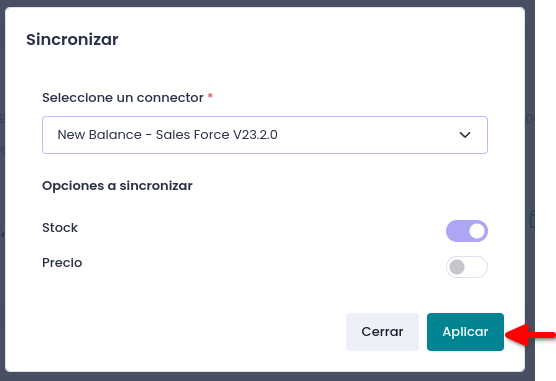 Sincronizar
Seleccione un connector *
New Balance - Sales Force V23.2.0
Opciones a sincronizar
Stock
Precio
Cerrar
Aplicar